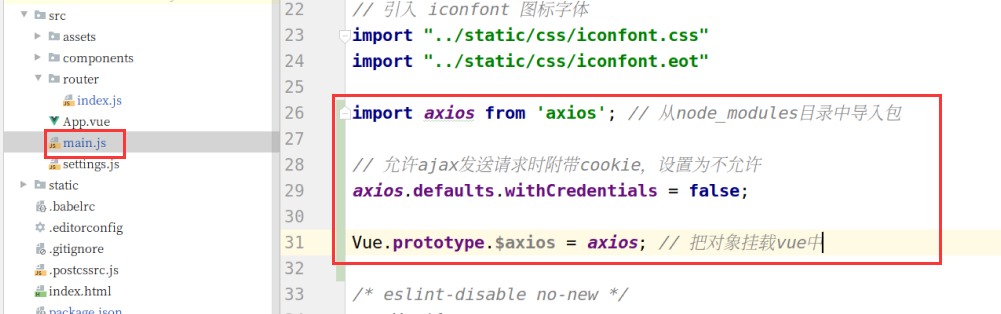 src
assets
components
router
index.js
App.vue
main.js
settings.js
static
.babelrc
.editorconfig
.gitignore
.postcssrc.js
index.html
package.json
22 // 引入 iconfont 图标字体
23 import "../static/css/iconfont.css"
24 import "../static/css/iconfont.eot"
25
26 import axios from 'axios'; // 从node_modules目录中导入包
27
28 // 允许ajax发送请求时附带cookie，设置为不允许
29 axios.defaults.withCredentials = false;
30
31 Vue.prototype.$axios = axios; // 把对象挂载vue中
32
33 /* eslint-disable no-new */